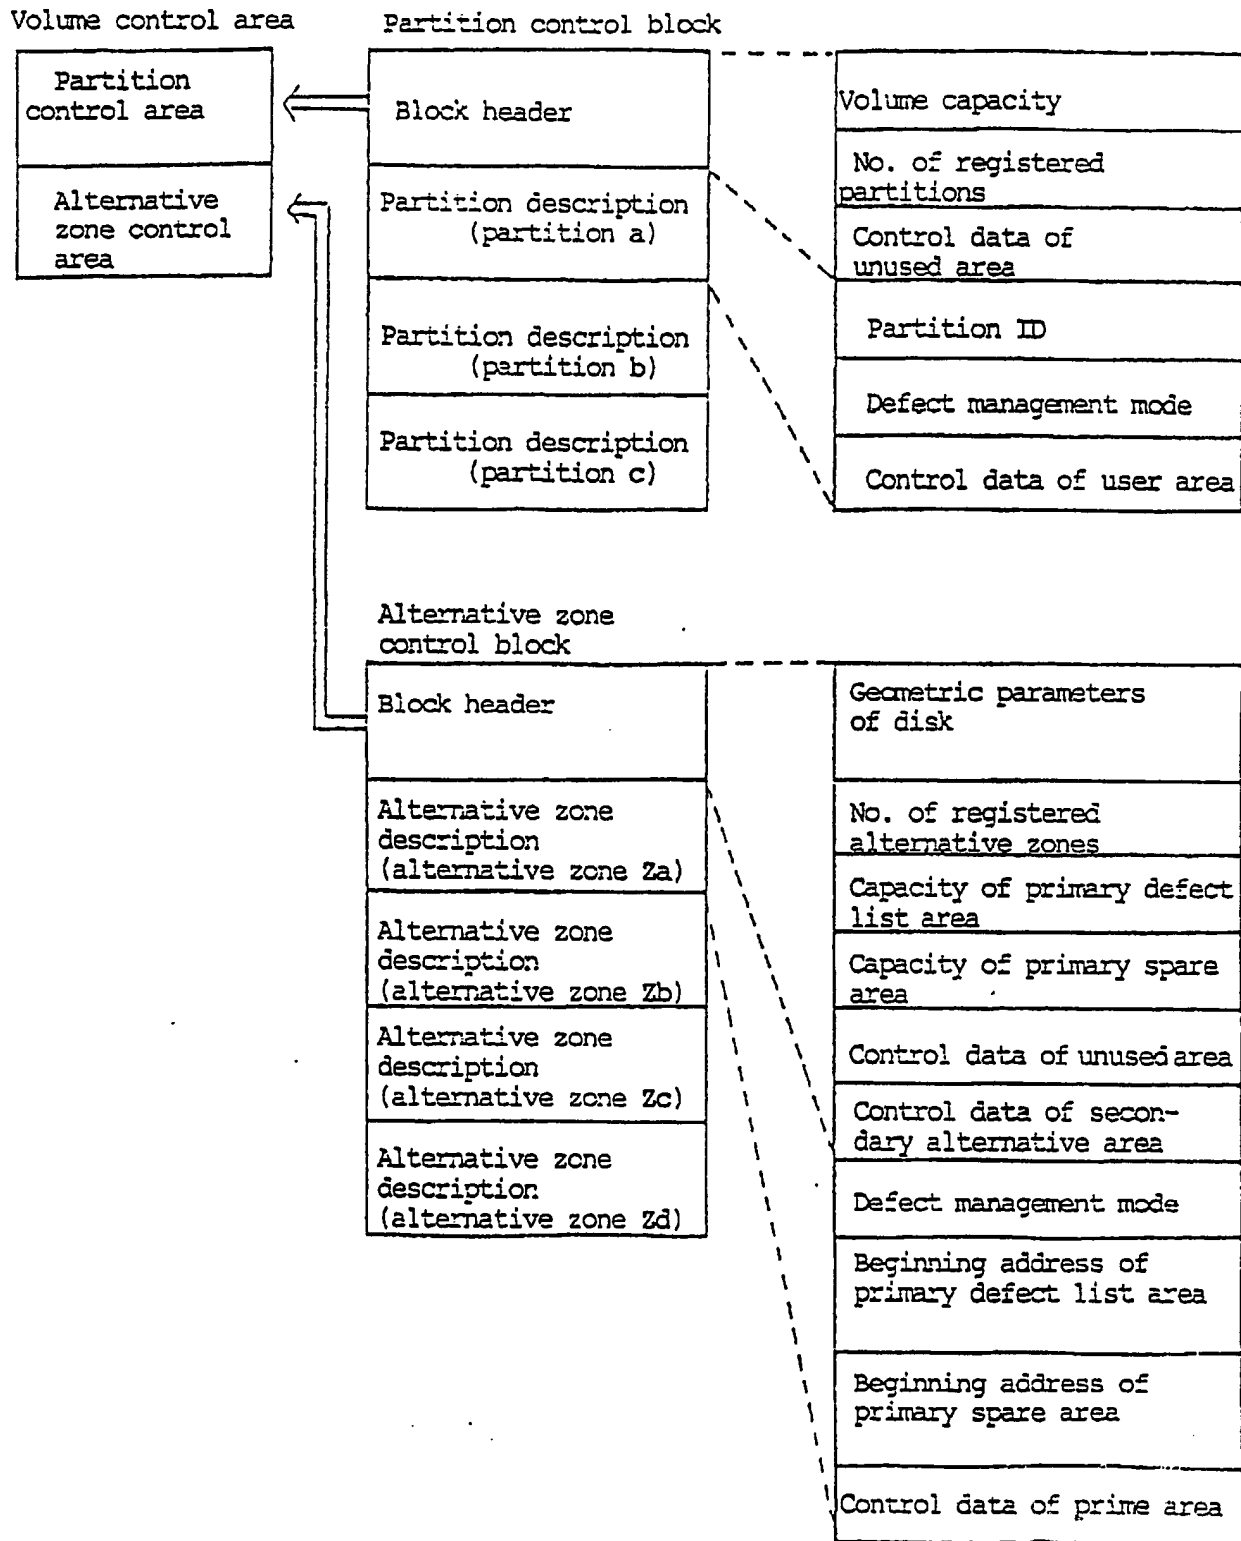 Volume control area
Partition
control area
Alternative
zone control
area
Partition control block
Block header
Partition description
(partition a)
Partition description
(partition b)
Partition description
(partition c)
Volume capacity
No. of registered
partitions
Control data of
unused area
Partition ID
Defect management mode
Control data of user area
Alternative zone
control block
Block header
Alternative zone
description
(alternative zone Za)
Alternative zone
description
(alternative zone Zb)
Alternative zone
description
(alternative zone Zc)
Alternative zone
description
(alternative zone Zd)
Geometric parameters
of disk
No. of registered
alternative zones
Capacity of primary defect
list area
Capacity of primary spare
area
Control data of unused area
Control data of secon-
dary alternative area
Defect management mode
Beginning address of
primary defect list area
Beginning address of
primary spare area
Control data of prime area